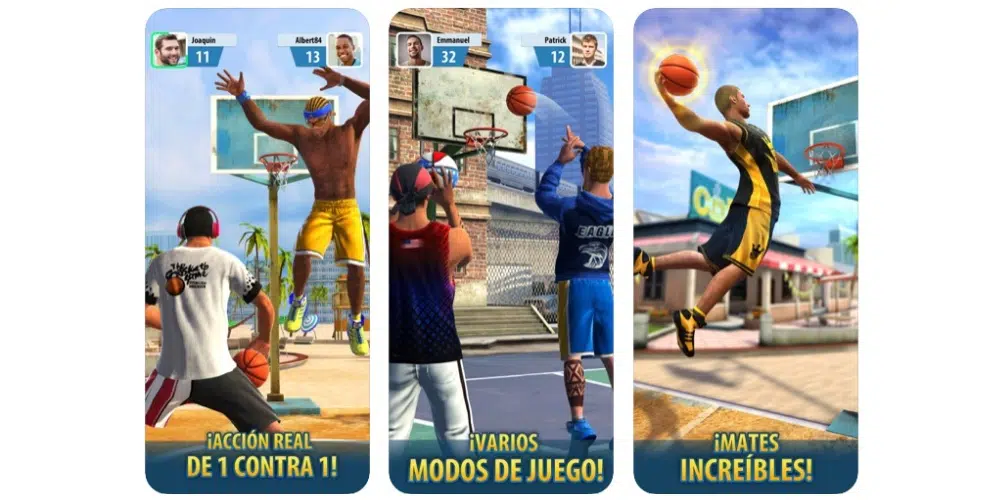 Joaquin
11
Albert84
13
¡ACCIÓN REAL
DE 1 CONTRA 1!
Emmanuel
32
Patrick
12
EAGLE
¡VARIOS
MODOS DE JUEGO!
¡MATES
INCREÍBLES!